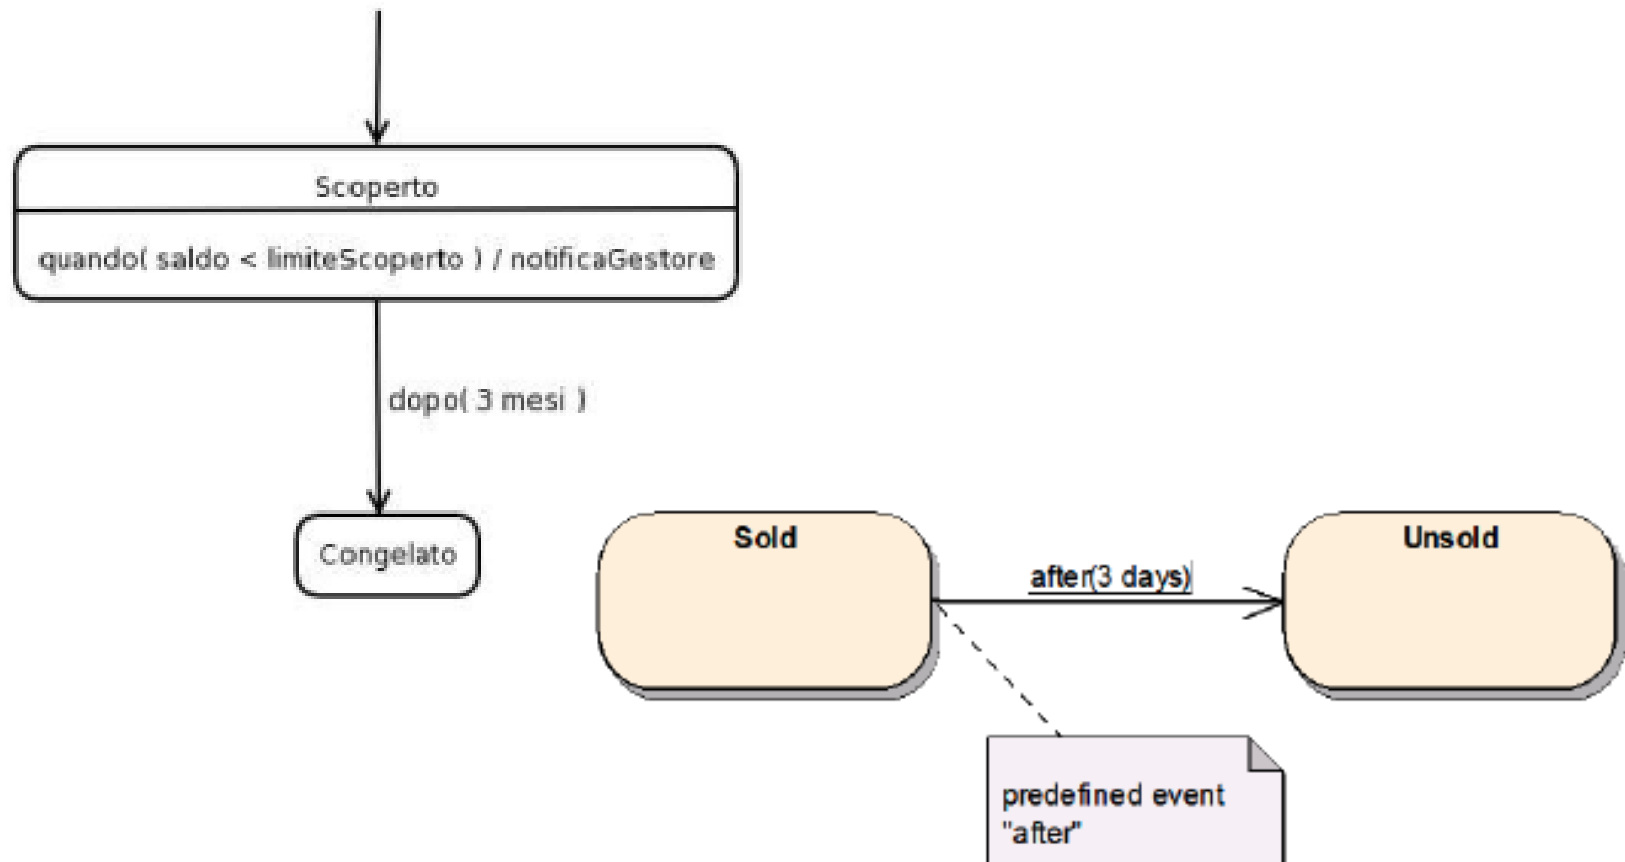 Scoperto
quando( saldo < limiteScoperto ) / notificaGestore
dopo( 3 mesi )
Congelato
Sold
after(3 days)
Unsold
predefined event
"after"